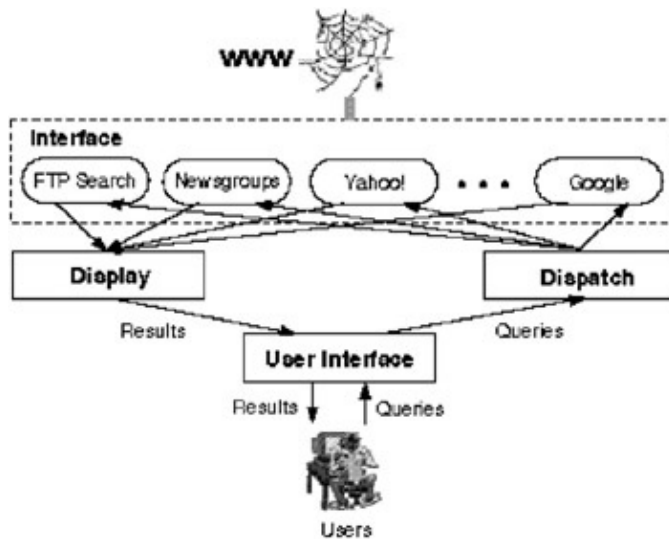 WWW
Interface
FTP Search Newsgroups Yahoo! • • • Google
Display Dispatch
Results Queries
User Interface
Results Queries
Users